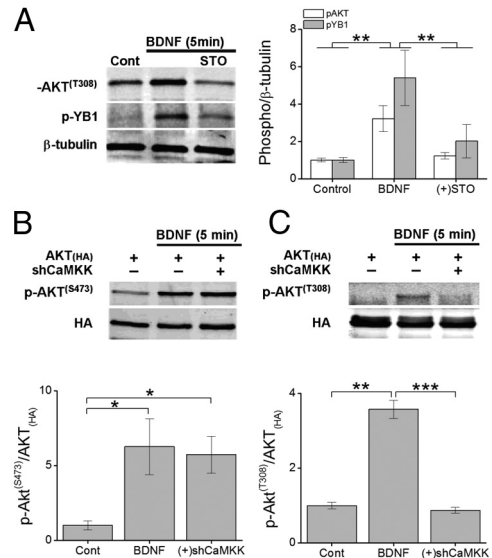 A
BDNF (5min)
Cont STO
-AKT(T308)
p-YB1
β-tubulin
pAKT
pYB1
** **
Phospho/β-tubulin
8
6
4
2
0
Control BDNF (+)STO
B
BDNF (5 min)
AKT(HA) + + +
shCaMKK – – +
p-AKT(S473)
HA
*
*
p-Akt(S473)/AKT(HA)
10
5
0
Cont BDNF (+)shCaMKK
C
BDNF (5 min)
AKT(HA) + + +
shCaMKK – – +
p-AKT(T308)
HA
** ***
p-Akt(T308)/AKT(HA)
4
2
0
Cont BDNF (+)shCaMKK